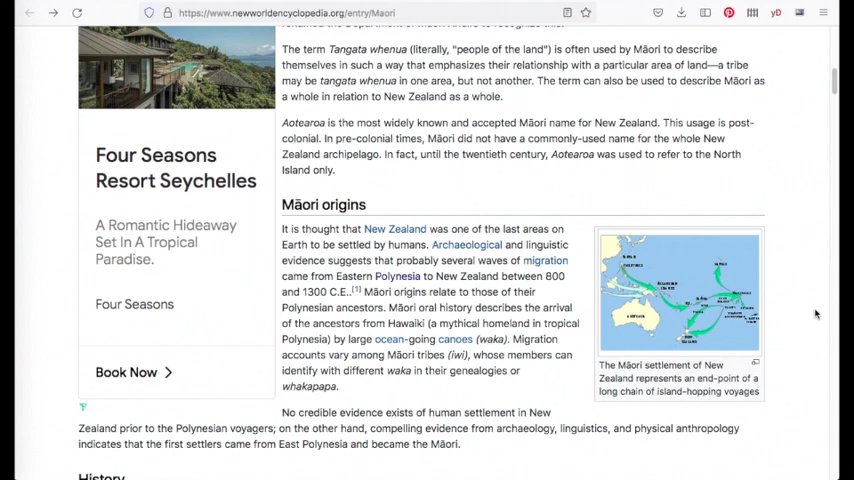 https://www.newworldencyclopedia.org/entry/Maori
The term Tangata whenua (literally, "people of the land") is often used by Māori to describe
themselves in such a way that emphasizes their relationship with a particular area of land—a tribe
may be tangata whenua in one area, but not another. The term can also be used to describe Māori as
a whole in relation to New Zealand as a whole.
Aotearoa is the most widely known and accepted Māori name for New Zealand. This usage is post-
colonial. In pre-colonial times, Māori did not have a commonly-used name for the whole New
Zealand archipelago. In fact, until the twentieth century, Aotearoa was used to refer to the North
Island only.
Four Seasons
Resort Seychelles
A Romantic Hideaway
Set In A Tropical
Paradise.
Four Seasons
Book Now
Māori origins
It is thought that New Zealand was one of the last areas on
Earth to be settled by humans. Archaeological and linguistic
evidence suggests that probably several waves of migration
came from Eastern Polynesia to New Zealand between 800
and 1300 C.E..[1] Māori origins relate to those of their
Polynesian ancestors. Māori oral history describes the arrival
of the ancestors from Hawaiki (a mythical homeland in tropical
Polynesia) by large ocean-going canoes (waka). Migration
accounts vary among Māori tribes (iwi), whose members can
identify with different waka in their genealogies or
whakapapa.
The Māori settlement of New
Zealand represents an end-point of a
long chain of island-hopping voyages
No credible evidence exists of human settlement in New
Zealand prior to the Polynesian voyagers; on the other hand, compelling evidence from archaeology, linguistics, and physical anthropology
indicates that the first settlers came from East Polynesia and became the Māori.
History